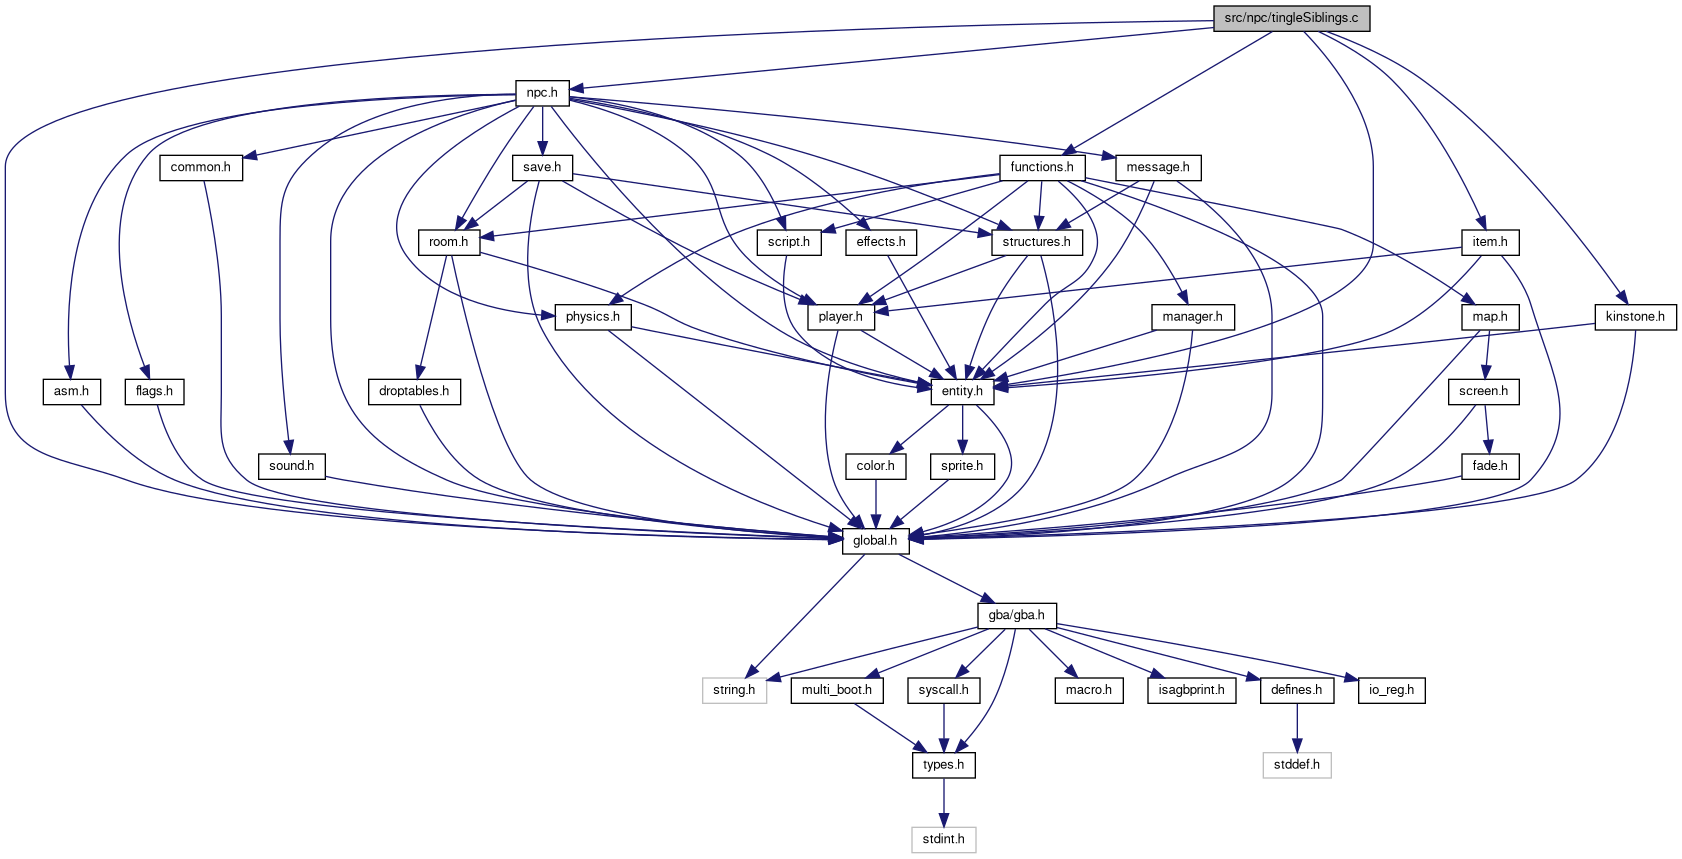 src/npc/tingleSiblings.c
npc.h
common.h
save.h
functions.h
message.h
room.h
script.h
effects.h
structures.h
item.h
physics.h
player.h
manager.h
map.h
kinstone.h
asm.h
flags.h
droptables.h
entity.h
screen.h
sound.h
color.h
sprite.h
fade.h
global.h
gba/gba.h
string.h
multi_boot.h
syscall.h
macro.h
isagbprint.h
defines.h
io_reg.h
types.h
stddef.h
stdint.h